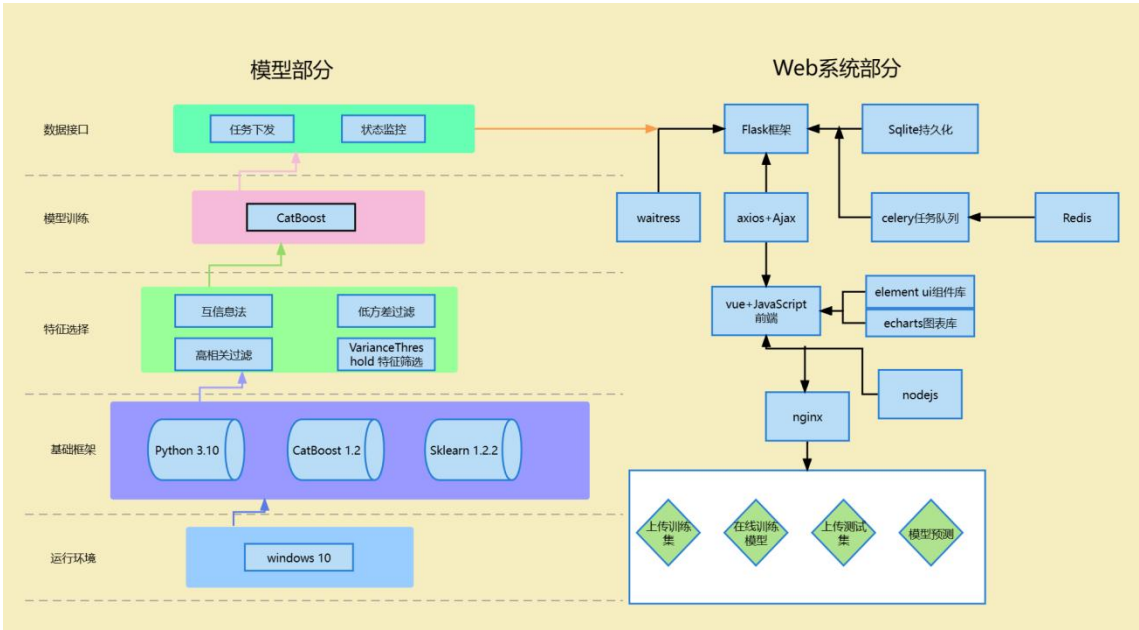 模型部分
Web系统部分
数据接口
任务下发
状态监控
Flask框架
Sqlite持久化
模型训练
CatBoost
waitress
axios+Ajax
celery任务队列
Redis
特征选择
互信息法
低方差过滤
高相关过滤
VarianceThres
hold 特征筛选
vue+JavaScript
前端
element ui组件库
echarts图表库
nodejs
nginx
基础框架
Python 3.10
CatBoost 1.2
Sklearn 1.2.2
上传训练
集
在线训练
模型
上传测试
集
模型预测
运行环境
windows 10